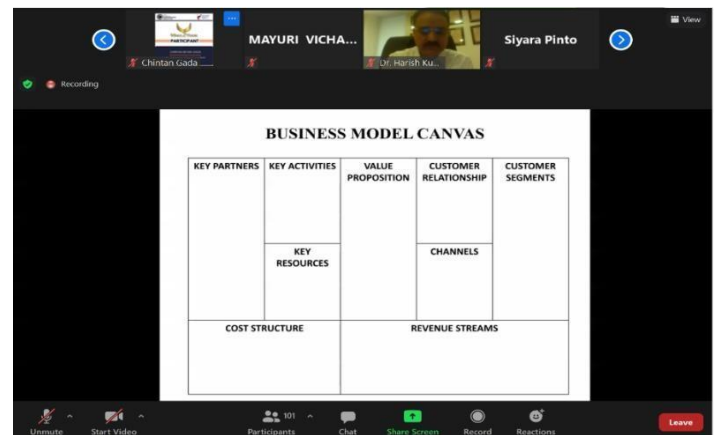 View
MAYURI VICHA...
Siyara Pinto
PARTICIPANT
Chintan Gada
Dr. Harish Ku...
Recording
BUSINESS MODEL CANVAS
KEY PARTNERS
KEY ACTIVITIES
VALUE
PROPOSITION
CUSTOMER
RELATIONSHIP
CUSTOMER
SEGMENTS
KEY
RESOURCES
CHANNELS
COST STRUCTURE
REVENUE STREAMS
Unmute
Start Video
101
Participants
Chat
Share Screen
Record
Reactions
Leave